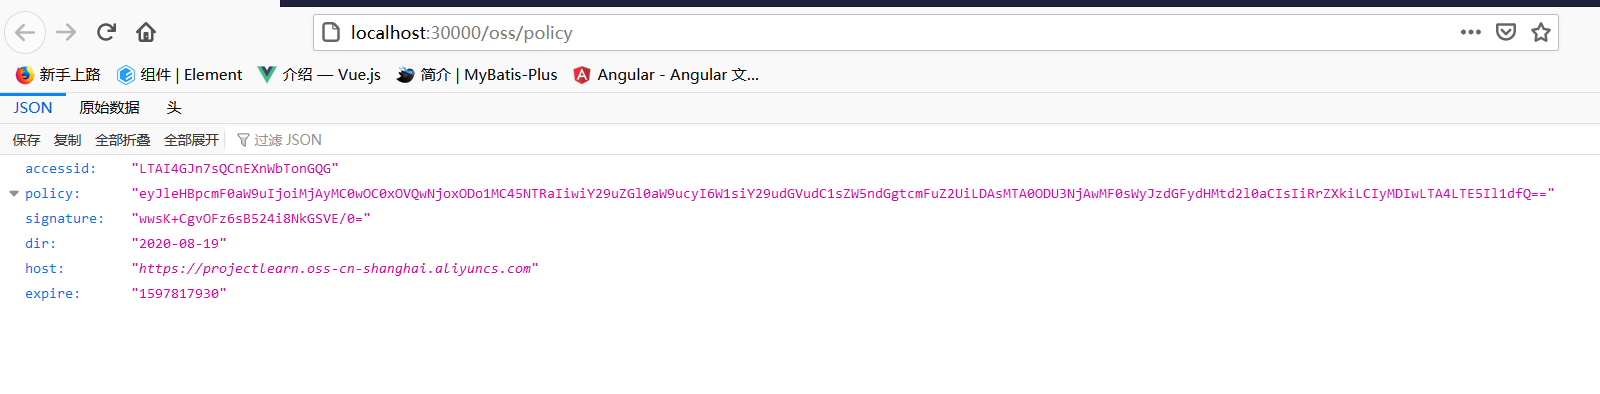 localhost:30000/oss/policy
新手上路 组件 | Element 介绍 — Vue.js 简介 | MyBatis-Plus Angular - Angular 文...
JSON 原始数据 头
保存 复制 全部折叠 全部展开 过滤 JSON
accessid: "LTAI4GJn7sQCnEXnWbTonGQG"
policy: "eyJleHBpcmF0aW9uIjoiMjAyMC0wOC0xOVQwNjoxODo1MC45NTRaIiwiY29uZGl0aW9ucyI6W1siY29udGVudC1sZW5ndGgtcmFuZ2UiLDAsMTA0ODU3NjAwMF0sWyJzdGFydHMtd2l0aCIsIiRrZXkiLCIyMDIwLTA4LTE5Il1dfQ=="
signature: "wwsK+CgvOFz6sB524i8NkGSVE/0="
dir: "2020-08-19"
host: "https://projectlearn.oss-cn-shanghai.aliyuncs.com"
expire: "1597817930"